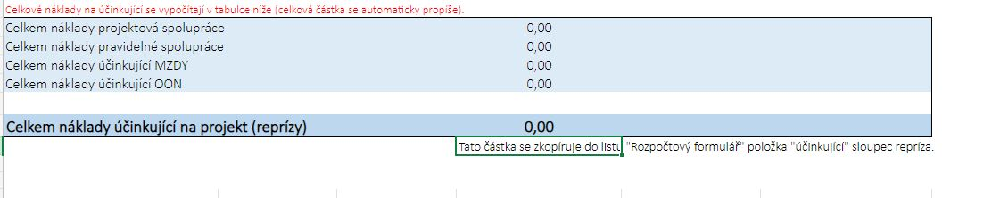 Celkové náklady na účinkující se vypočítají v tabulce níže (celková částka se automaticky propíše).
Celkem náklady projektová spolupráce 0,00
Celkem náklady pravidelné spolupráce 0,00
Celkem náklady účinkující MZDY 0,00
Celkem náklady účinkující OON 0,00
Celkem náklady účinkující na projekt (reprízy) 0,00
Tato částka se zkopíruje do listu "Rozpočtový formulář" položka "účinkující" sloupec repríza.